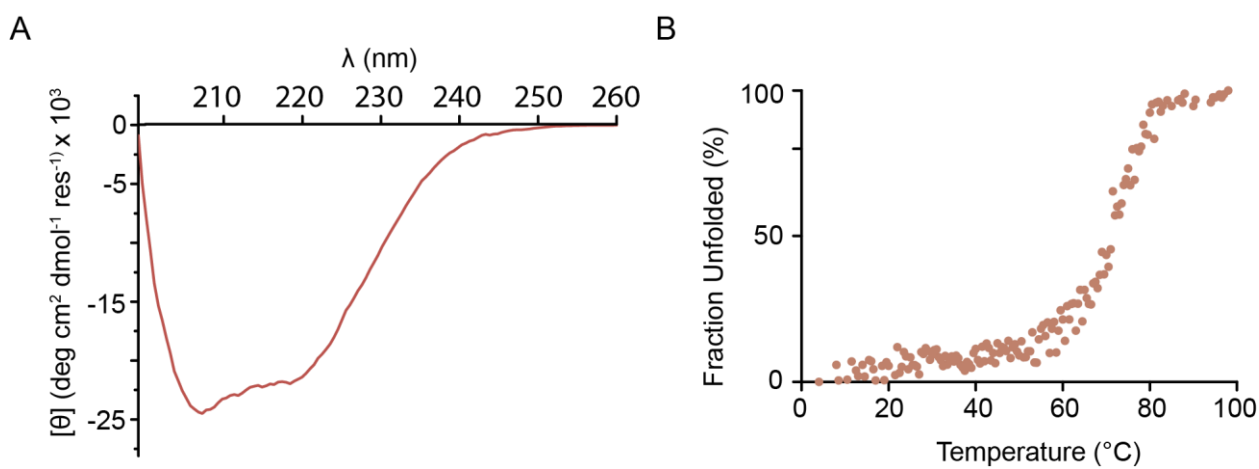 A
λ (nm)
210 220 230 240 250 260
0
-5
-15
-25
[θ] (deg cm² dmol⁻¹ res⁻¹) x 10³
B
100
50
0
Fraction Unfolded (%)
0 20 40 60 80 100
Temperature (°C)